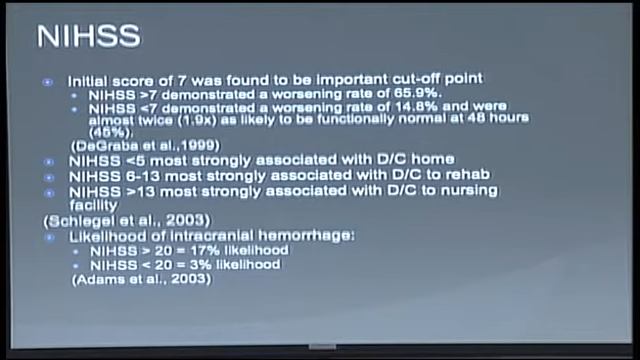 NIHSS
Initial score of 7 was found to be important cut-off point
NIHSS >7 demonstrated a worsening rate of 65.9%.
NIHSS <7 demonstrated a worsening rate of 14.8% and were
almost twice (1.9x) as likely to be functionally normal at 48 hours
(45%).
(DeGraba et al.,1999)
NIHSS <5 most strongly associated with D/C home
NIHSS 6-13 most strongly associated with D/C to rehab
NIHSS >13 most strongly associated with D/C to nursing
facility
(Schlegel et al., 2003)
Likelihood of intracranial hemorrhage:
NIHSS > 20 = 17% likelihood
NIHSS < 20 = 3% likelihood
(Adams et al., 2003)